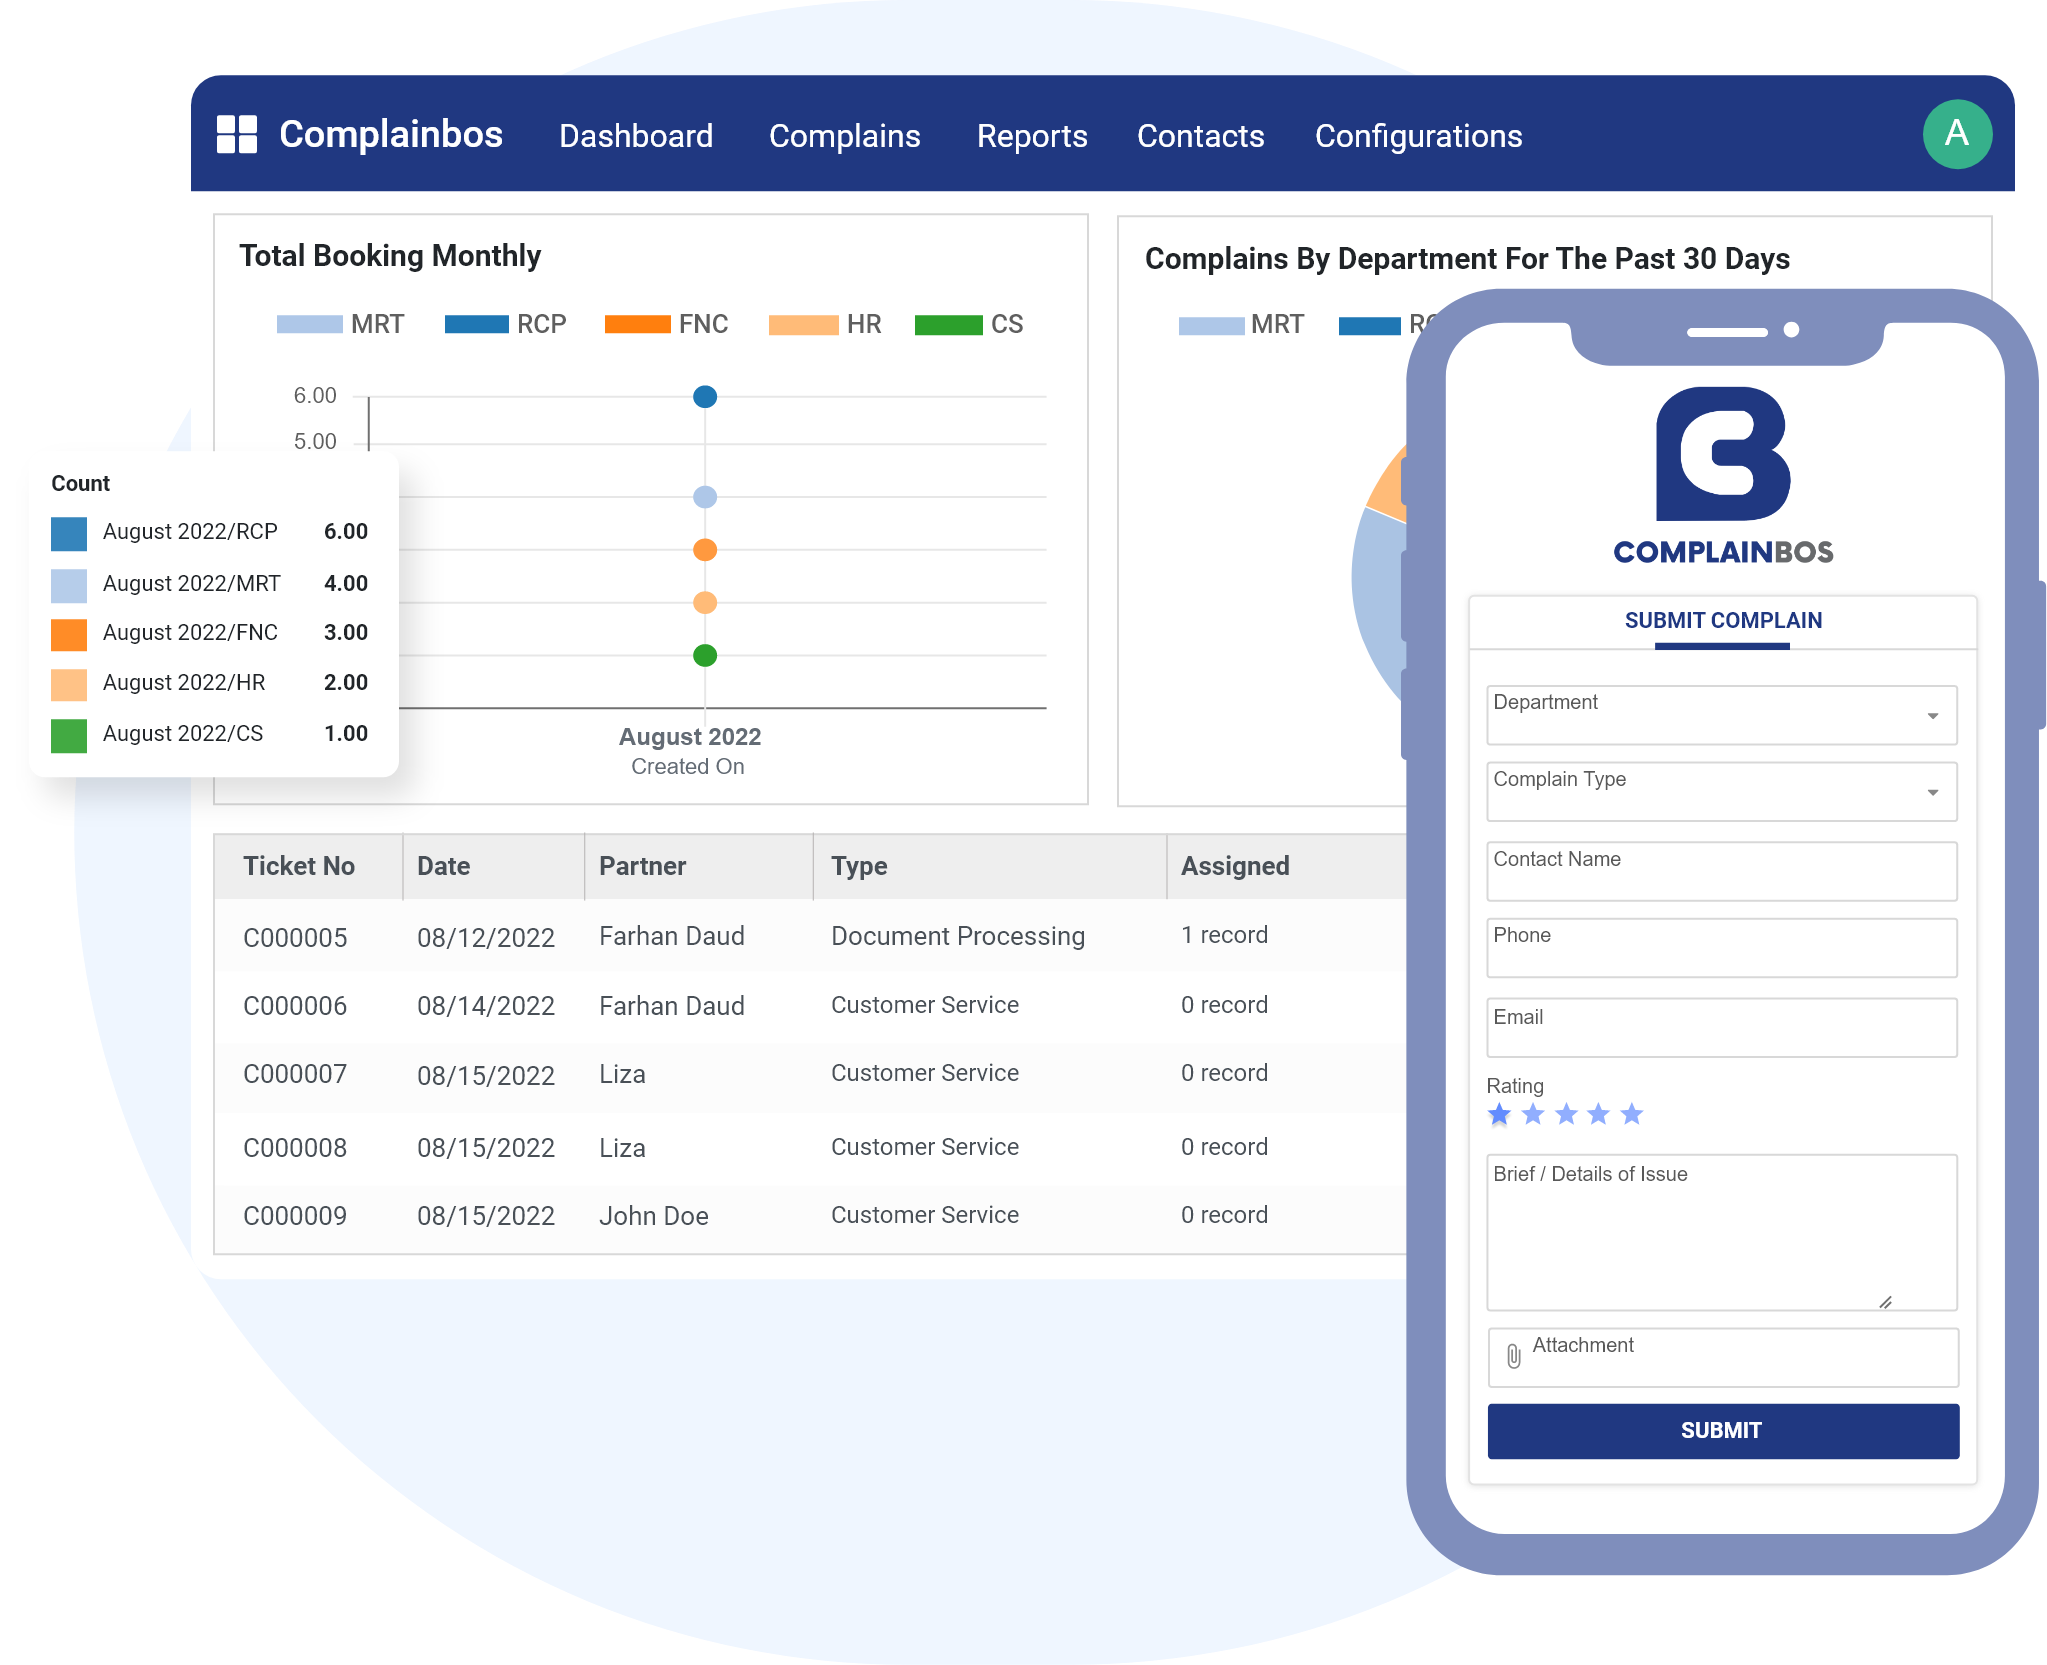 Complainbos Dashboard Complains Reports Contacts Configurations A
Total Booking Monthly
MRT RCP FNC HR CS
6.00
5.00
August 2022
Created On
Count
August 2022/RCP 6.00
August 2022/MRT 4.00
August 2022/FNC 3.00
August 2022/HR 2.00
August 2022/CS 1.00
Complains By Department For The Past 30 Days
MRT
Ticket No Date Partner Type Assigned
C000005 08/12/2022 Farhan Daud Document Processing 1 record
C000006 08/14/2022 Farhan Daud Customer Service 0 record
C000007 08/15/2022 Liza Customer Service 0 record
C000008 08/15/2022 Liza Customer Service 0 record
C000009 08/15/2022 John Doe Customer Service 0 record
COMPLAINBOS
SUBMIT COMPLAIN
Department
Complain Type
Contact Name
Phone
Email
Rating
Brief / Details of Issue
Attachment
SUBMIT